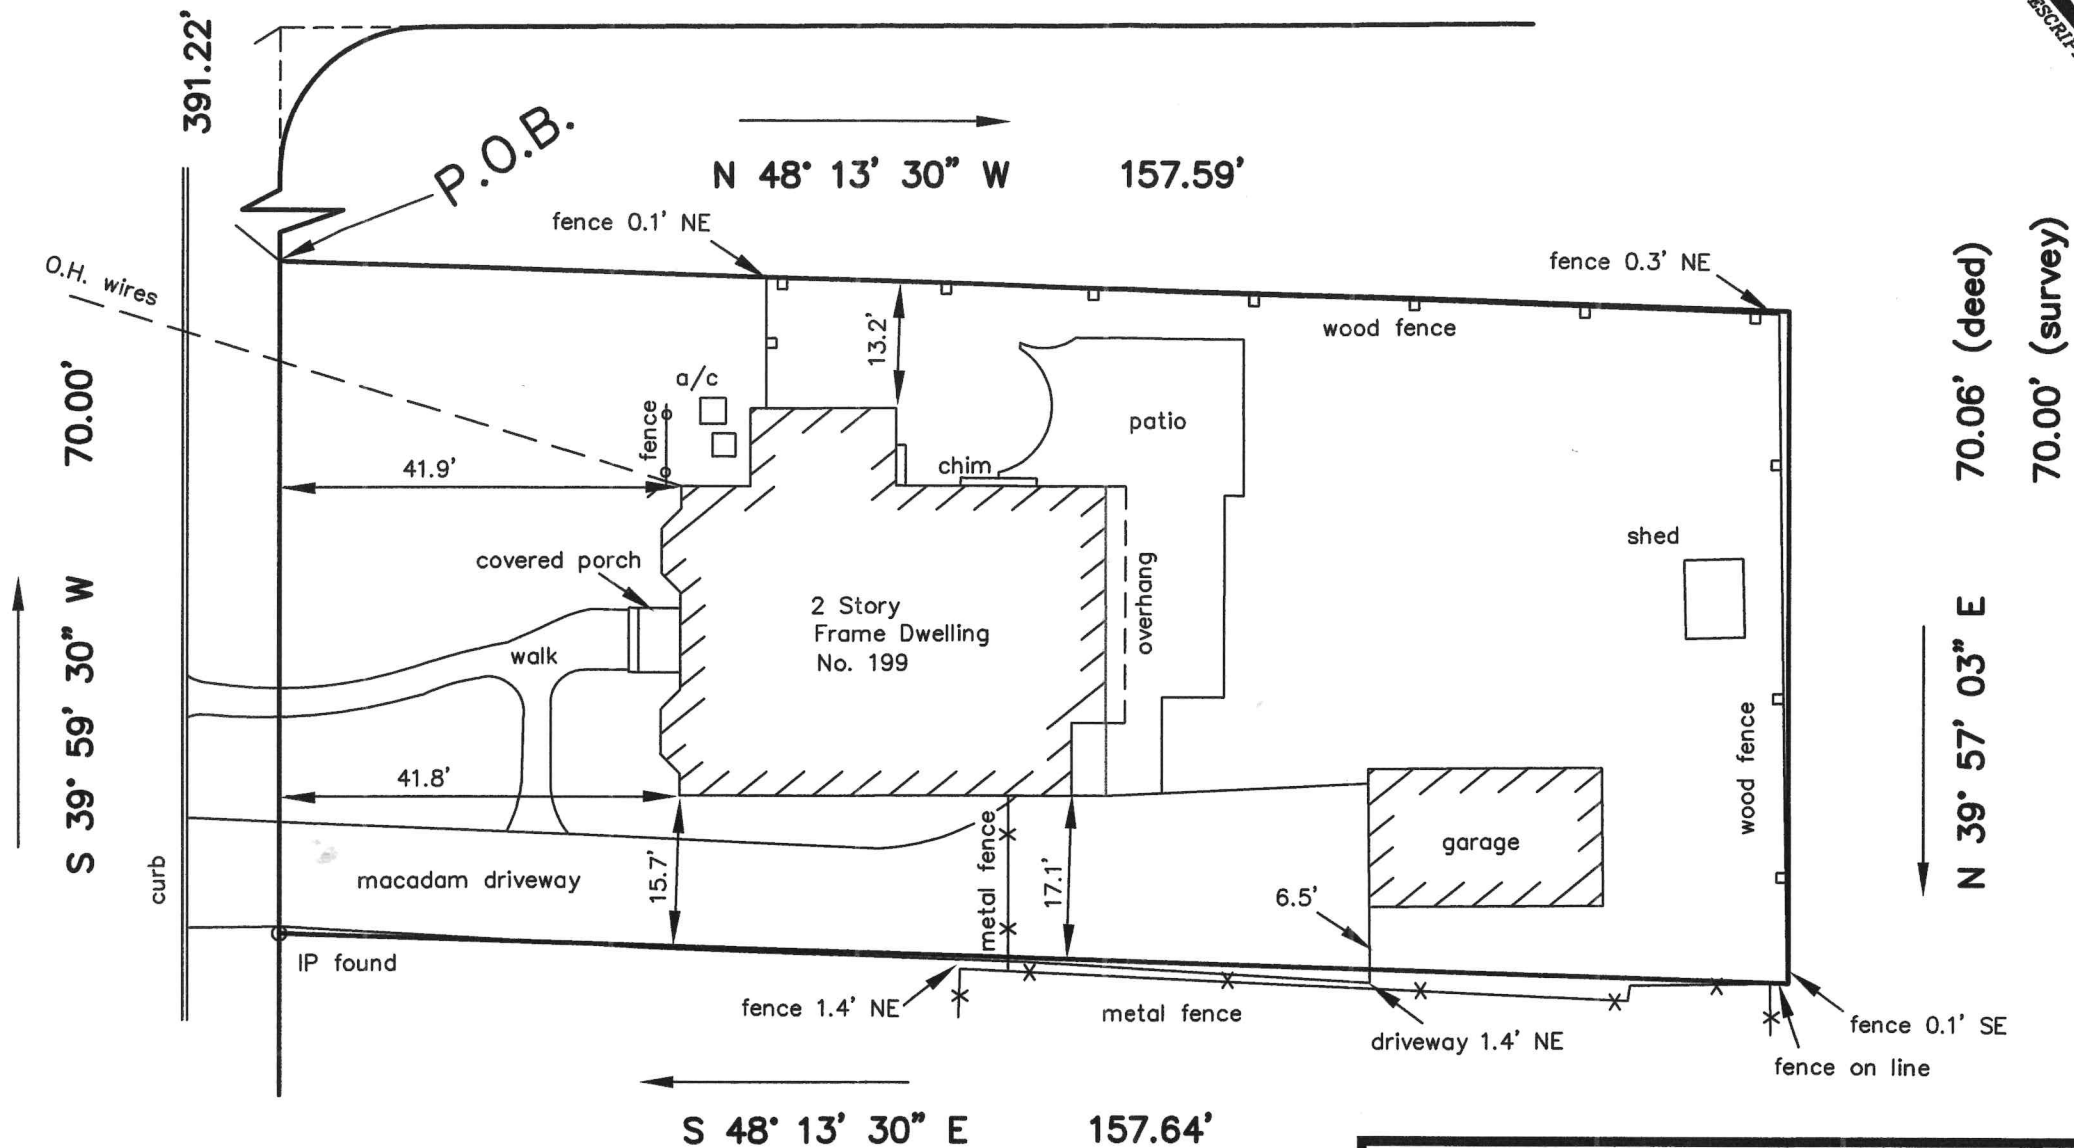 391.22'
ESCRIP
P.O.B.
N 48° 13' 30" W 157.59'
fence 0.1' NE
fence 0.3' NE
O.H. wires
wood fence
13.2'
70.00'
a/c
fence
patio
70.06' (deed)
70.00' (survey)
41.9'
chim
shed
covered porch
overhang
2 Story
Frame Dwelling
No. 199
walk
S 39° 59' 30" W
N 39° 57' 03" E
wood fence
41.8'
curb
macadam driveway
15.7'
metal fence
17.1'
garage
6.5'
IP found
fence 1.4' NE
metal fence
driveway 1.4' NE
fence 0.1' SE
fence on line
S 48° 13' 30" E 157.64'